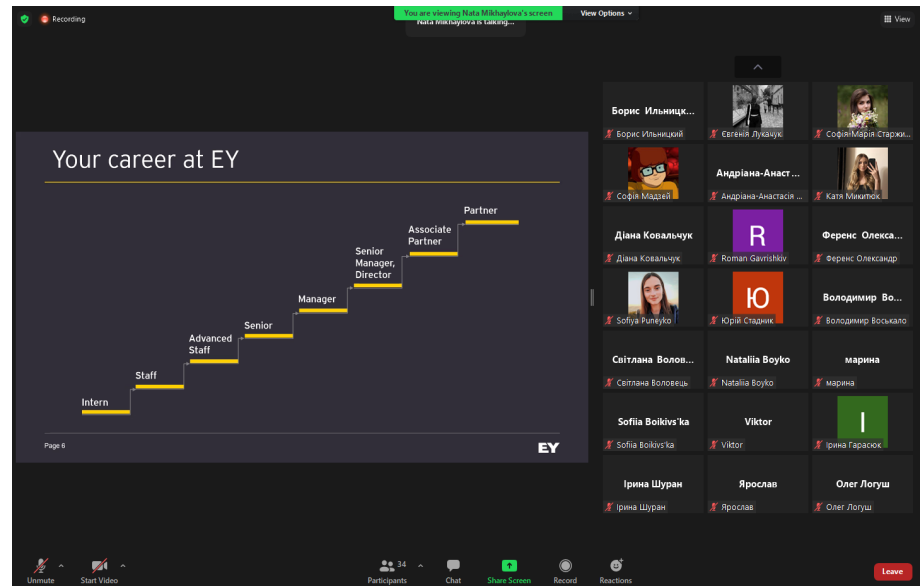 Recording
You are viewing Nata Mikhaylova's screen
View Options
Nata Mikhaylova is talking...
View
Your career at EY
Partner
Associate
Partner
Senior
Manager,
Director
Manager
Senior
Advanced
Staff
Staff
Intern
Page 6
EY
Борис Ильницк...
Борис Ильницкий
Євгенія Лукачук
Софія-Марія Старжи...
Софія Мадзей
Андріана-Анаст...
Андріана-Анастасія ...
Катя Микитюк
Діана Ковальчук
Діана Ковальчук
R
Roman Gavrishkiv
Ференс Олекса...
Ференс Олександр
Sofiya Puneyko
Ю
Юрій Стадник
Володимир Во...
Володимир Воськало
Світлана Волов...
Світлана Воловець
Nataliia Boyko
Nataliia Boyko
марина
марина
Sofiia Boikivs'ka
Sofiia Boikivs'ka
Viktor
Viktor
І
Ірина Гарасюк
Ірина Шуран
Ірина Шуран
Ярослав
Ярослав
Олег Логуш
Олег Логуш
Unmute
Start Video
34
Participants
Chat
Share Screen
Record
Reactions
Leave